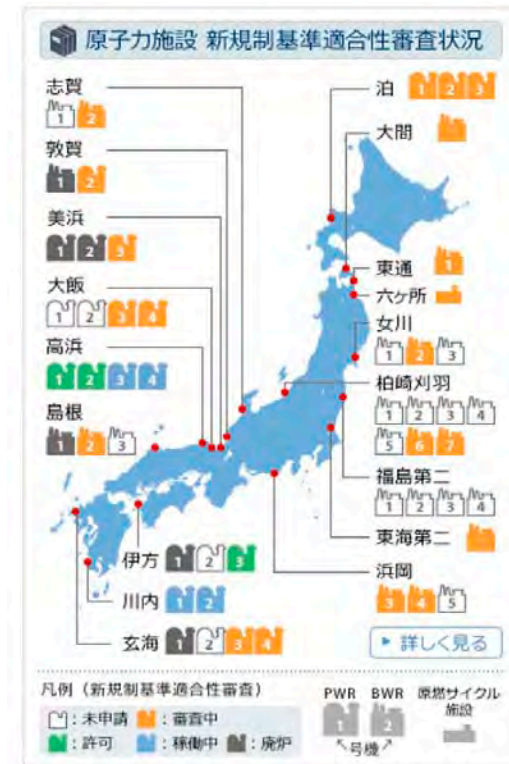 原子力施設 新規制基準適合性審査状況
志賀
1 2
敦賀
1 2
美浜
1 2 3
大飯
1 2 3 4
高浜
1 2 3 4
島根
1 2 3
泊 1 2 3
大間
東通 1
六ヶ所
女川
1 2 3
柏崎刈羽
1 2 3 4
5 6 7
福島第二
1 2 3 4
東海第二
浜岡
3 4 5
伊方 1 2 3
川内 1 2
玄海 1 2 3 4
▶ 詳しく見る
凡例（新規制基準適合性審査）
：未申請 ：審査中
：許可 ：稼働中 ：廃炉
PWR BWR 原燃サイクル
施設
1 2
号機